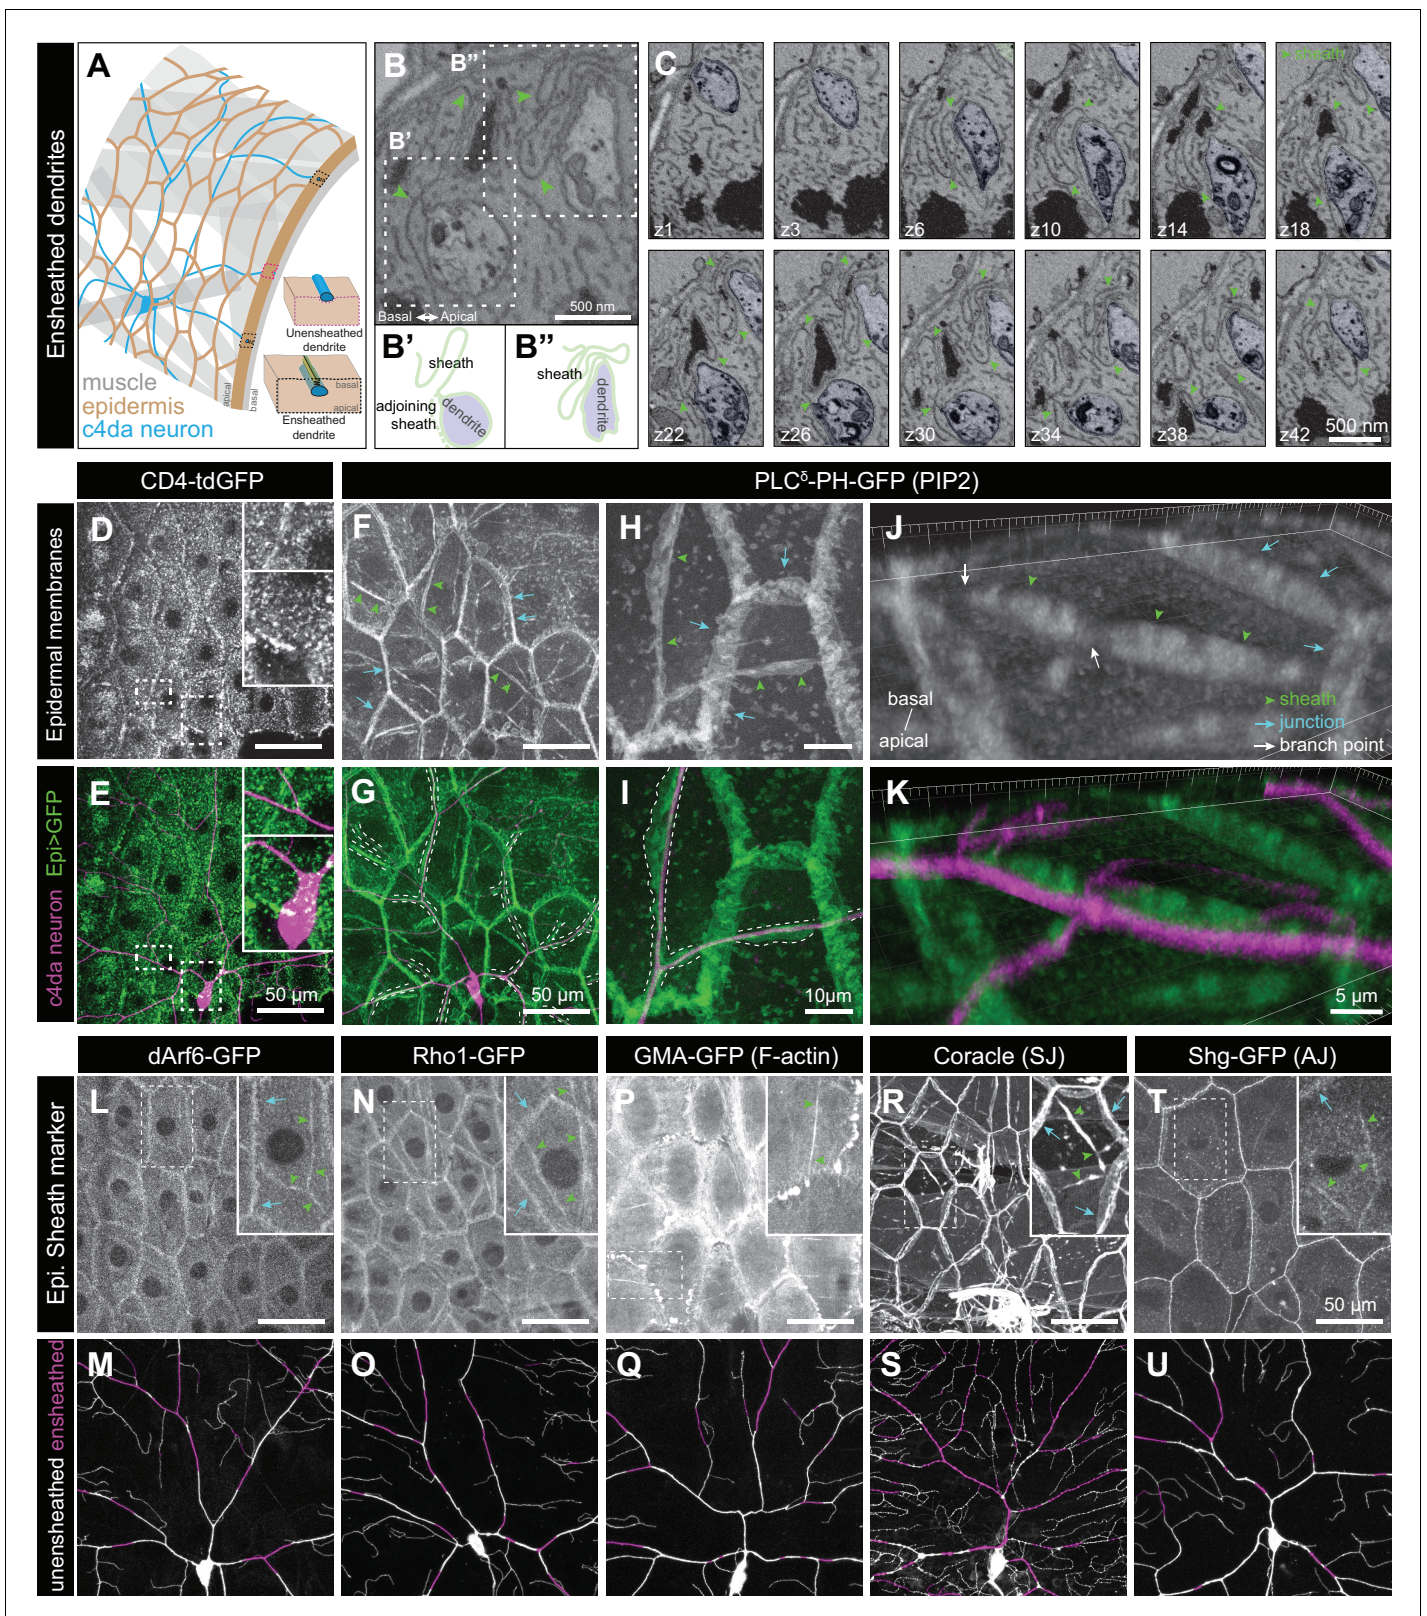 Ensheathed dendrites
A
muscle
epidermis
c4da neuron
apical
basal
Unensheathed
dendrite
basal
apical
Ensheathed
dendrite
B
B''
B'
Basal
Apical
500 nm
B'
sheath
adjoining
sheath
dendrite
B''
sheath
dendrite
C
sheath
z1
z3
z6
z10
z14
z18
z22
z26
z30
z34
z38
z42
500 nm
CD4-tdGFP
PLCδ-PH-GFP (PIP2)
Epidermal membranes
D
F
H
J
basal
apical
sheath
junction
branch point
c4da neuron Epi>GFP
E
50 µm
G
50 µm
I
10µm
K
5 µm
dArf6-GFP
Rho1-GFP
GMA-GFP (F-actin)
Coracle (SJ)
Shg-GFP (AJ)
Epi. Sheath marker
L
N
P
R
T
50 µm
unensheathed ensheathed
M
O
Q
S
U